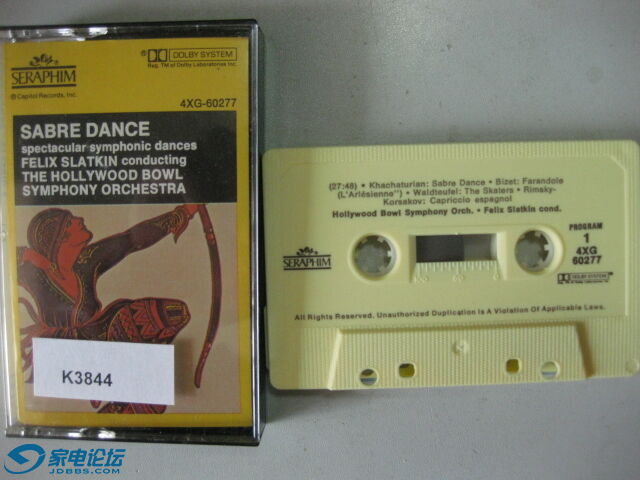 SERAPHIM
© Capitol Records, Inc.
DOLBY SYSTEM
Reg. TM of Dolby Laboratories Inc.
4XG-60277
SABRE DANCE
spectacular symphonic dances
FELIX SLATKIN conducting
THE HOLLYWOOD BOWL
SYMPHONY ORCHESTRA
K3844
(27:48) • Khachaturian: Sabre Dance • Bizet: Farandole
(L'Arlésienne") • Waldteufel: The Skaters • Rimsky-
Korsakov: Capriccio espagnol
Hollywood Bowl Symphony Orch. • Felix Slatkin cond.
PROGRAM
1
4XG
60277
SERAPHIM
DOLBY SYSTEM
All Rights Reserved. Unauthorized Duplication Is A Violation Of Applicable Laws.
家电论坛
JDBBS.COM